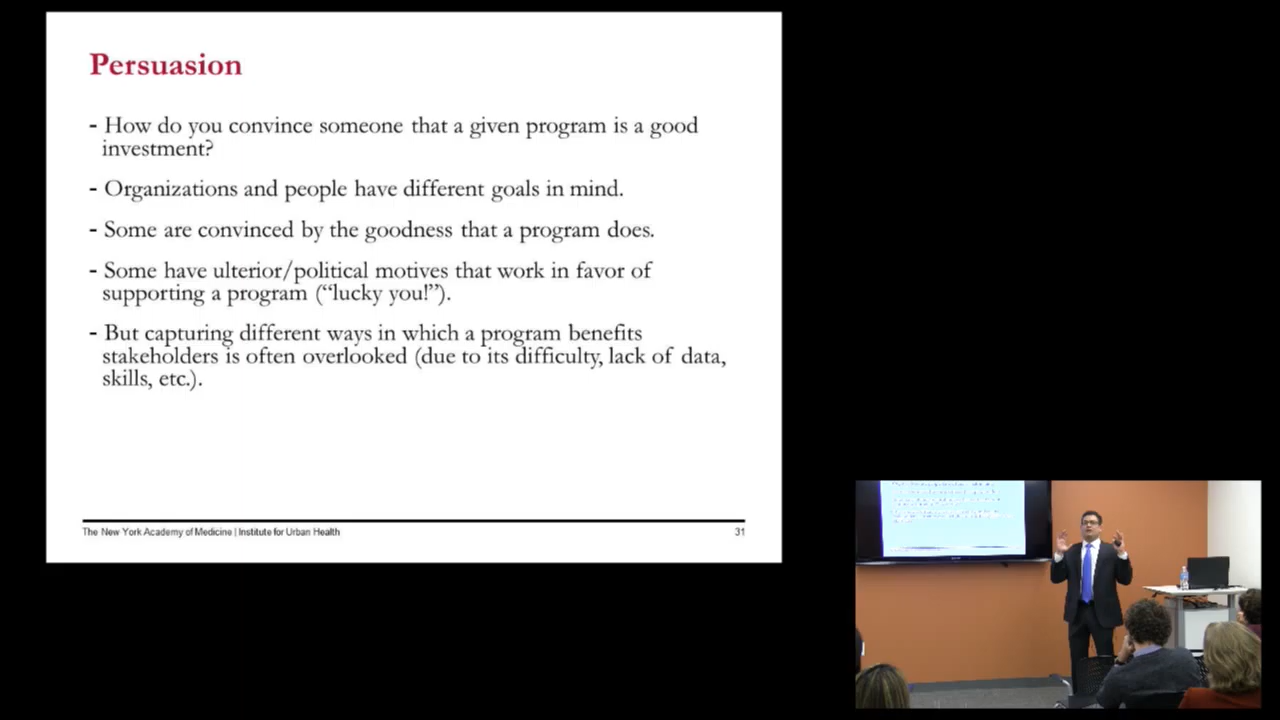 Persuasion
- How do you convince someone that a given program is a good
investment?
- Organizations and people have different goals in mind.
- Some are convinced by the goodness that a program does.
- Some have ulterior/political motives that work in favor of
supporting a program (“lucky you!”).
- But capturing different ways in which a program benefits
stakeholders is often overlooked (due to its difficulty, lack of data,
skills, etc.).
The New York Academy of Medicine | Institute for Urban Health
31